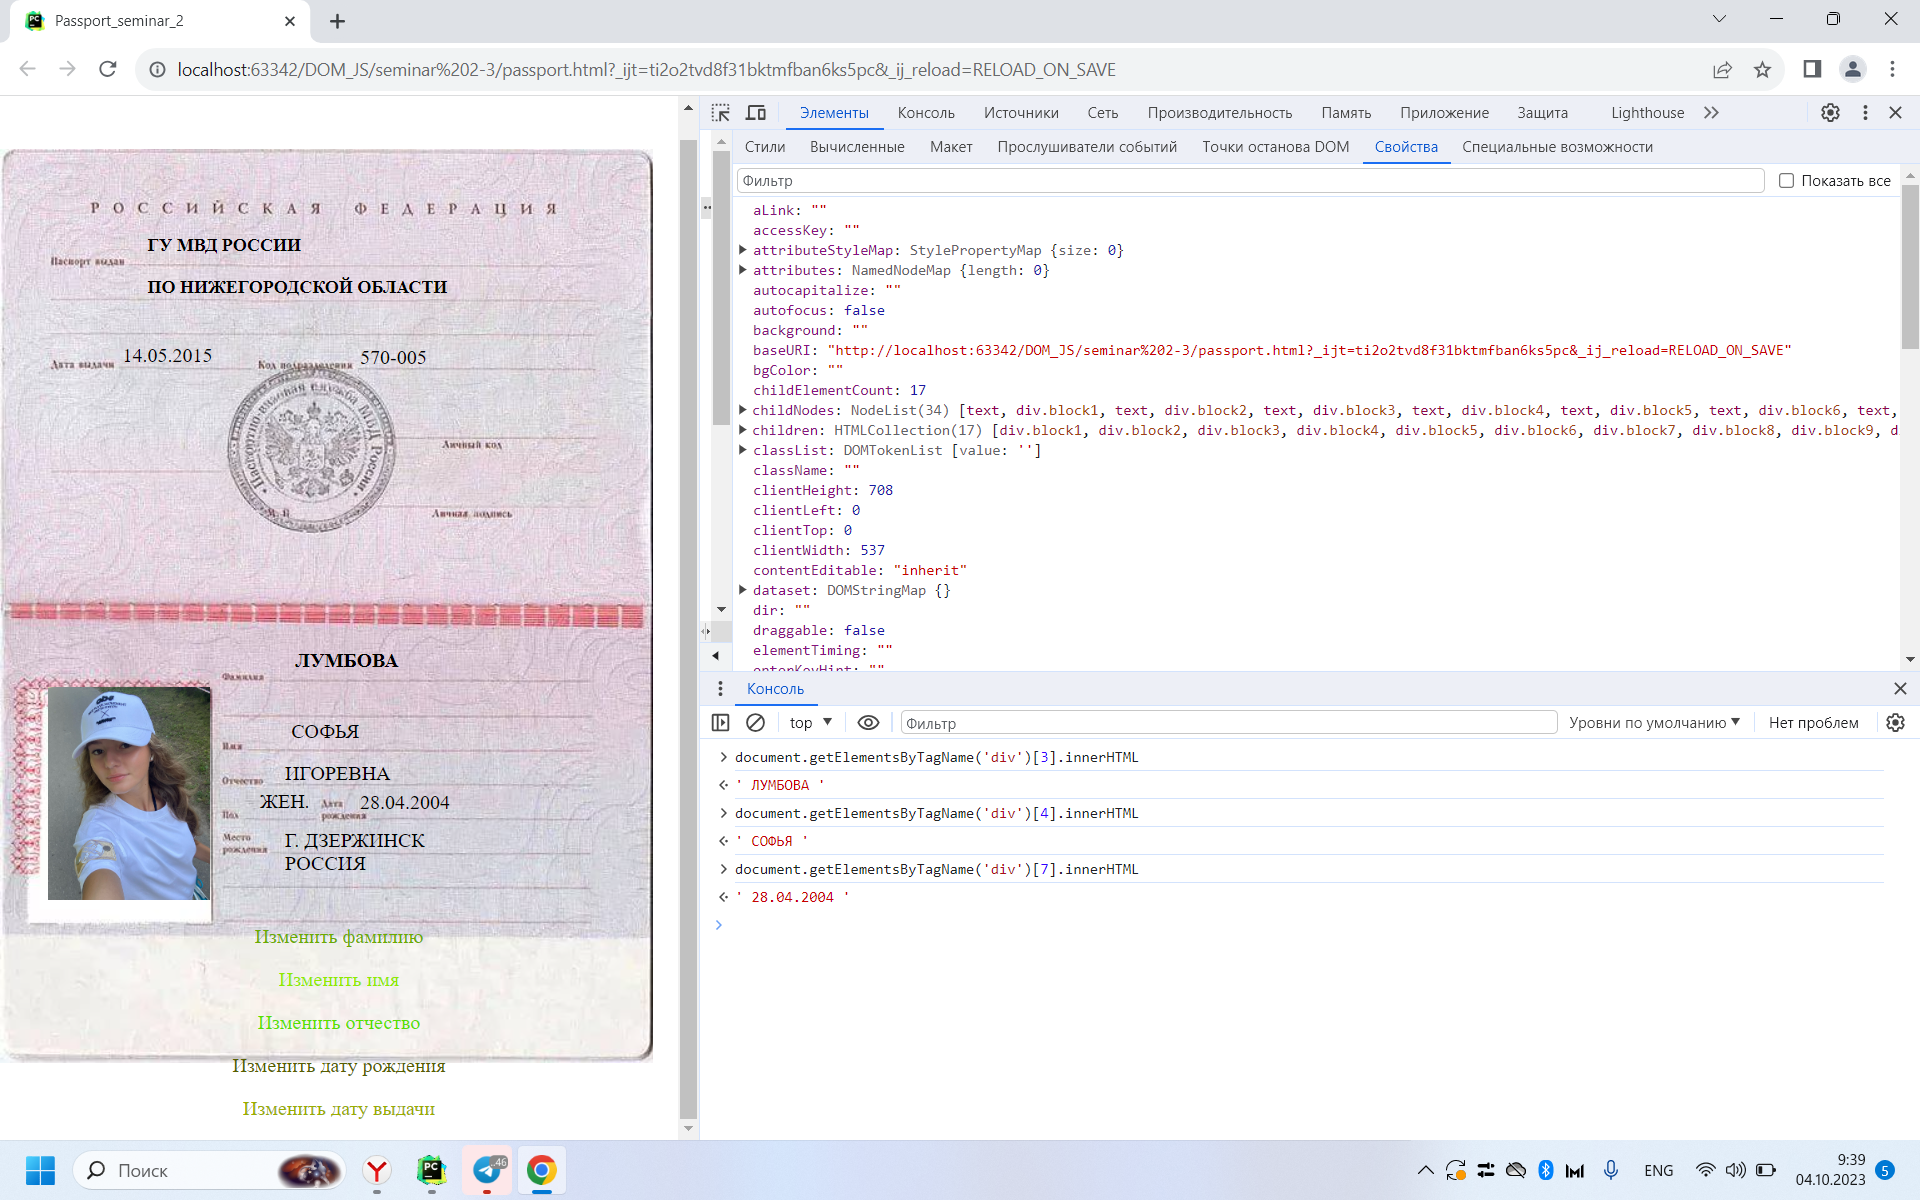 Passport_seminar_2
localhost:63342/DOM_JS/seminar%202-3/passport.html?_ijt=ti2o2tvd8f31bktmfban6ks5pc&_ij_reload=RELOAD_ON_SAVE
РОССИЙСКАЯ ФЕДЕРАЦИЯ
ГУ МВД РОССИИ
Паспорт выдан
ПО НИЖЕГОРОДСКОЙ ОБЛАСТИ
Дата выдачи 14.05.2015 Код подразделения 570-005
Личный код
Личная подпись
ЛУМБОВА
Фамилия
abe
СОФЬЯ
Имя
ИГОРЕВНА
Отчество
ЖЕН. Дата рождения 28.04.2004
Пол
Место рождения Г. ДЗЕРЖИНСК
РОССИЯ
Изменить фамилию
Изменить имя
Изменить отчество
Изменить дату рождения
Изменить дату выдачи
Элементы Консоль Источники Сеть Производительность Память Приложение Защита Lighthouse
Стили Вычисленные Макет Прослушиватели событий Точки останова DOM Свойства Специальные возможности
Фильтр Показать все
aLink: ""
accessKey: ""
attributeStyleMap: StylePropertyMap {size: 0}
attributes: NamedNodeMap {length: 0}
autocapitalize: ""
autofocus: false
background: ""
baseURI: "http://localhost:63342/DOM_JS/seminar%202-3/passport.html?_ijt=ti2o2tvd8f31bktmfban6ks5pc&_ij_reload=RELOAD_ON_SAVE"
bgColor: ""
childElementCount: 17
childNodes: NodeList(34) [text, div.block1, text, div.block2, text, div.block3, text, div.block4, text, div.block5, text, div.block6, text,
children: HTMLCollection(17) [div.block1, div.block2, div.block3, div.block4, div.block5, div.block6, div.block7, div.block8, div.block9, d
classList: DOMTokenList [value: '']
className: ""
clientHeight: 708
clientLeft: 0
clientTop: 0
clientWidth: 537
contentEditable: "inherit"
dataset: DOMStringMap {}
dir: ""
draggable: false
elementTiming: ""
enterKeyHint: ""
Консоль
top Фильтр Уровни по умолчанию Нет проблем
document.getElementsByTagName('div')[3].innerHTML
' ЛУМБОВА '
document.getElementsByTagName('div')[4].innerHTML
' СОФЬЯ '
document.getElementsByTagName('div')[7].innerHTML
' 28.04.2004 '
Поиск
46
ENG
9:39
04.10.2023
5